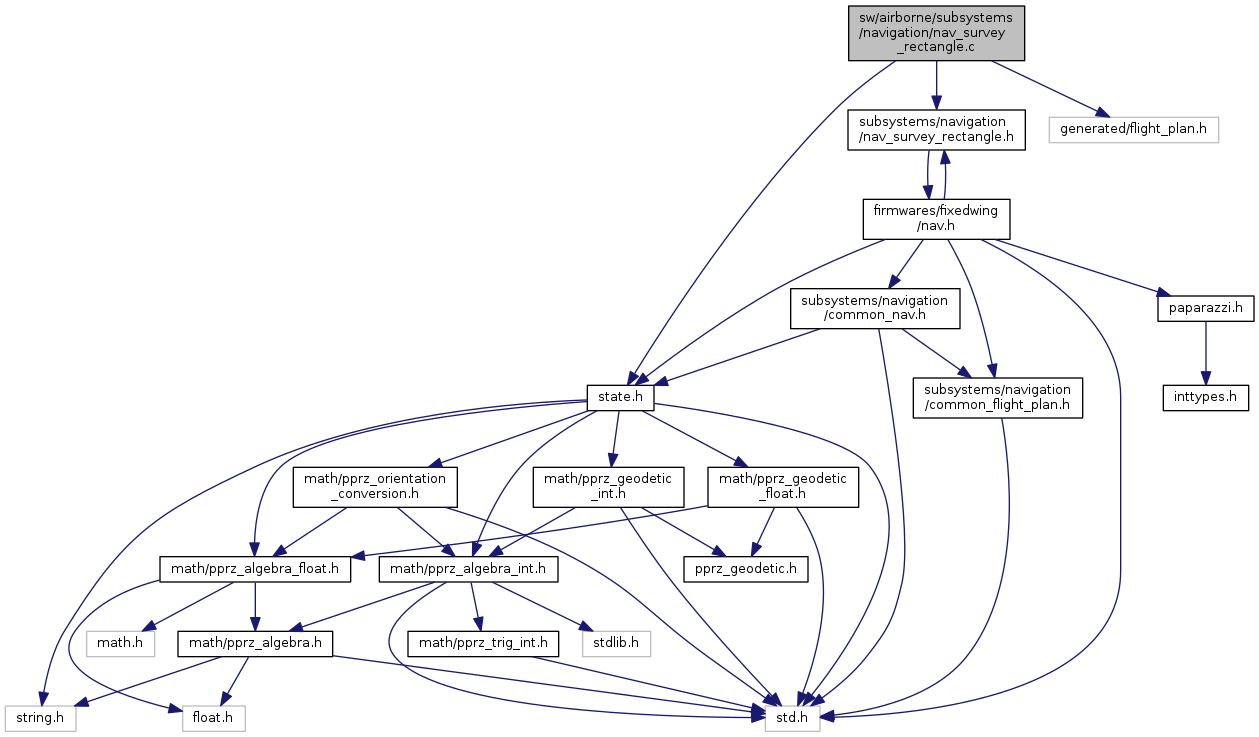 sw/airborne/subsystems
/navigation/nav_survey
_rectangle.c
subsystems/navigation
/nav_survey_rectangle.h
generated/flight_plan.h
firmwares/fixedwing
/nav.h
subsystems/navigation
/common_nav.h
paparazzi.h
state.h
subsystems/navigation
/common_flight_plan.h
inttypes.h
math/pprz_orientation
_conversion.h
math/pprz_geodetic
_int.h
math/pprz_geodetic
_float.h
math/pprz_algebra_float.h
math/pprz_algebra_int.h
pprz_geodetic.h
math.h
math/pprz_algebra.h
math/pprz_trig_int.h
stdlib.h
string.h
float.h
std.h